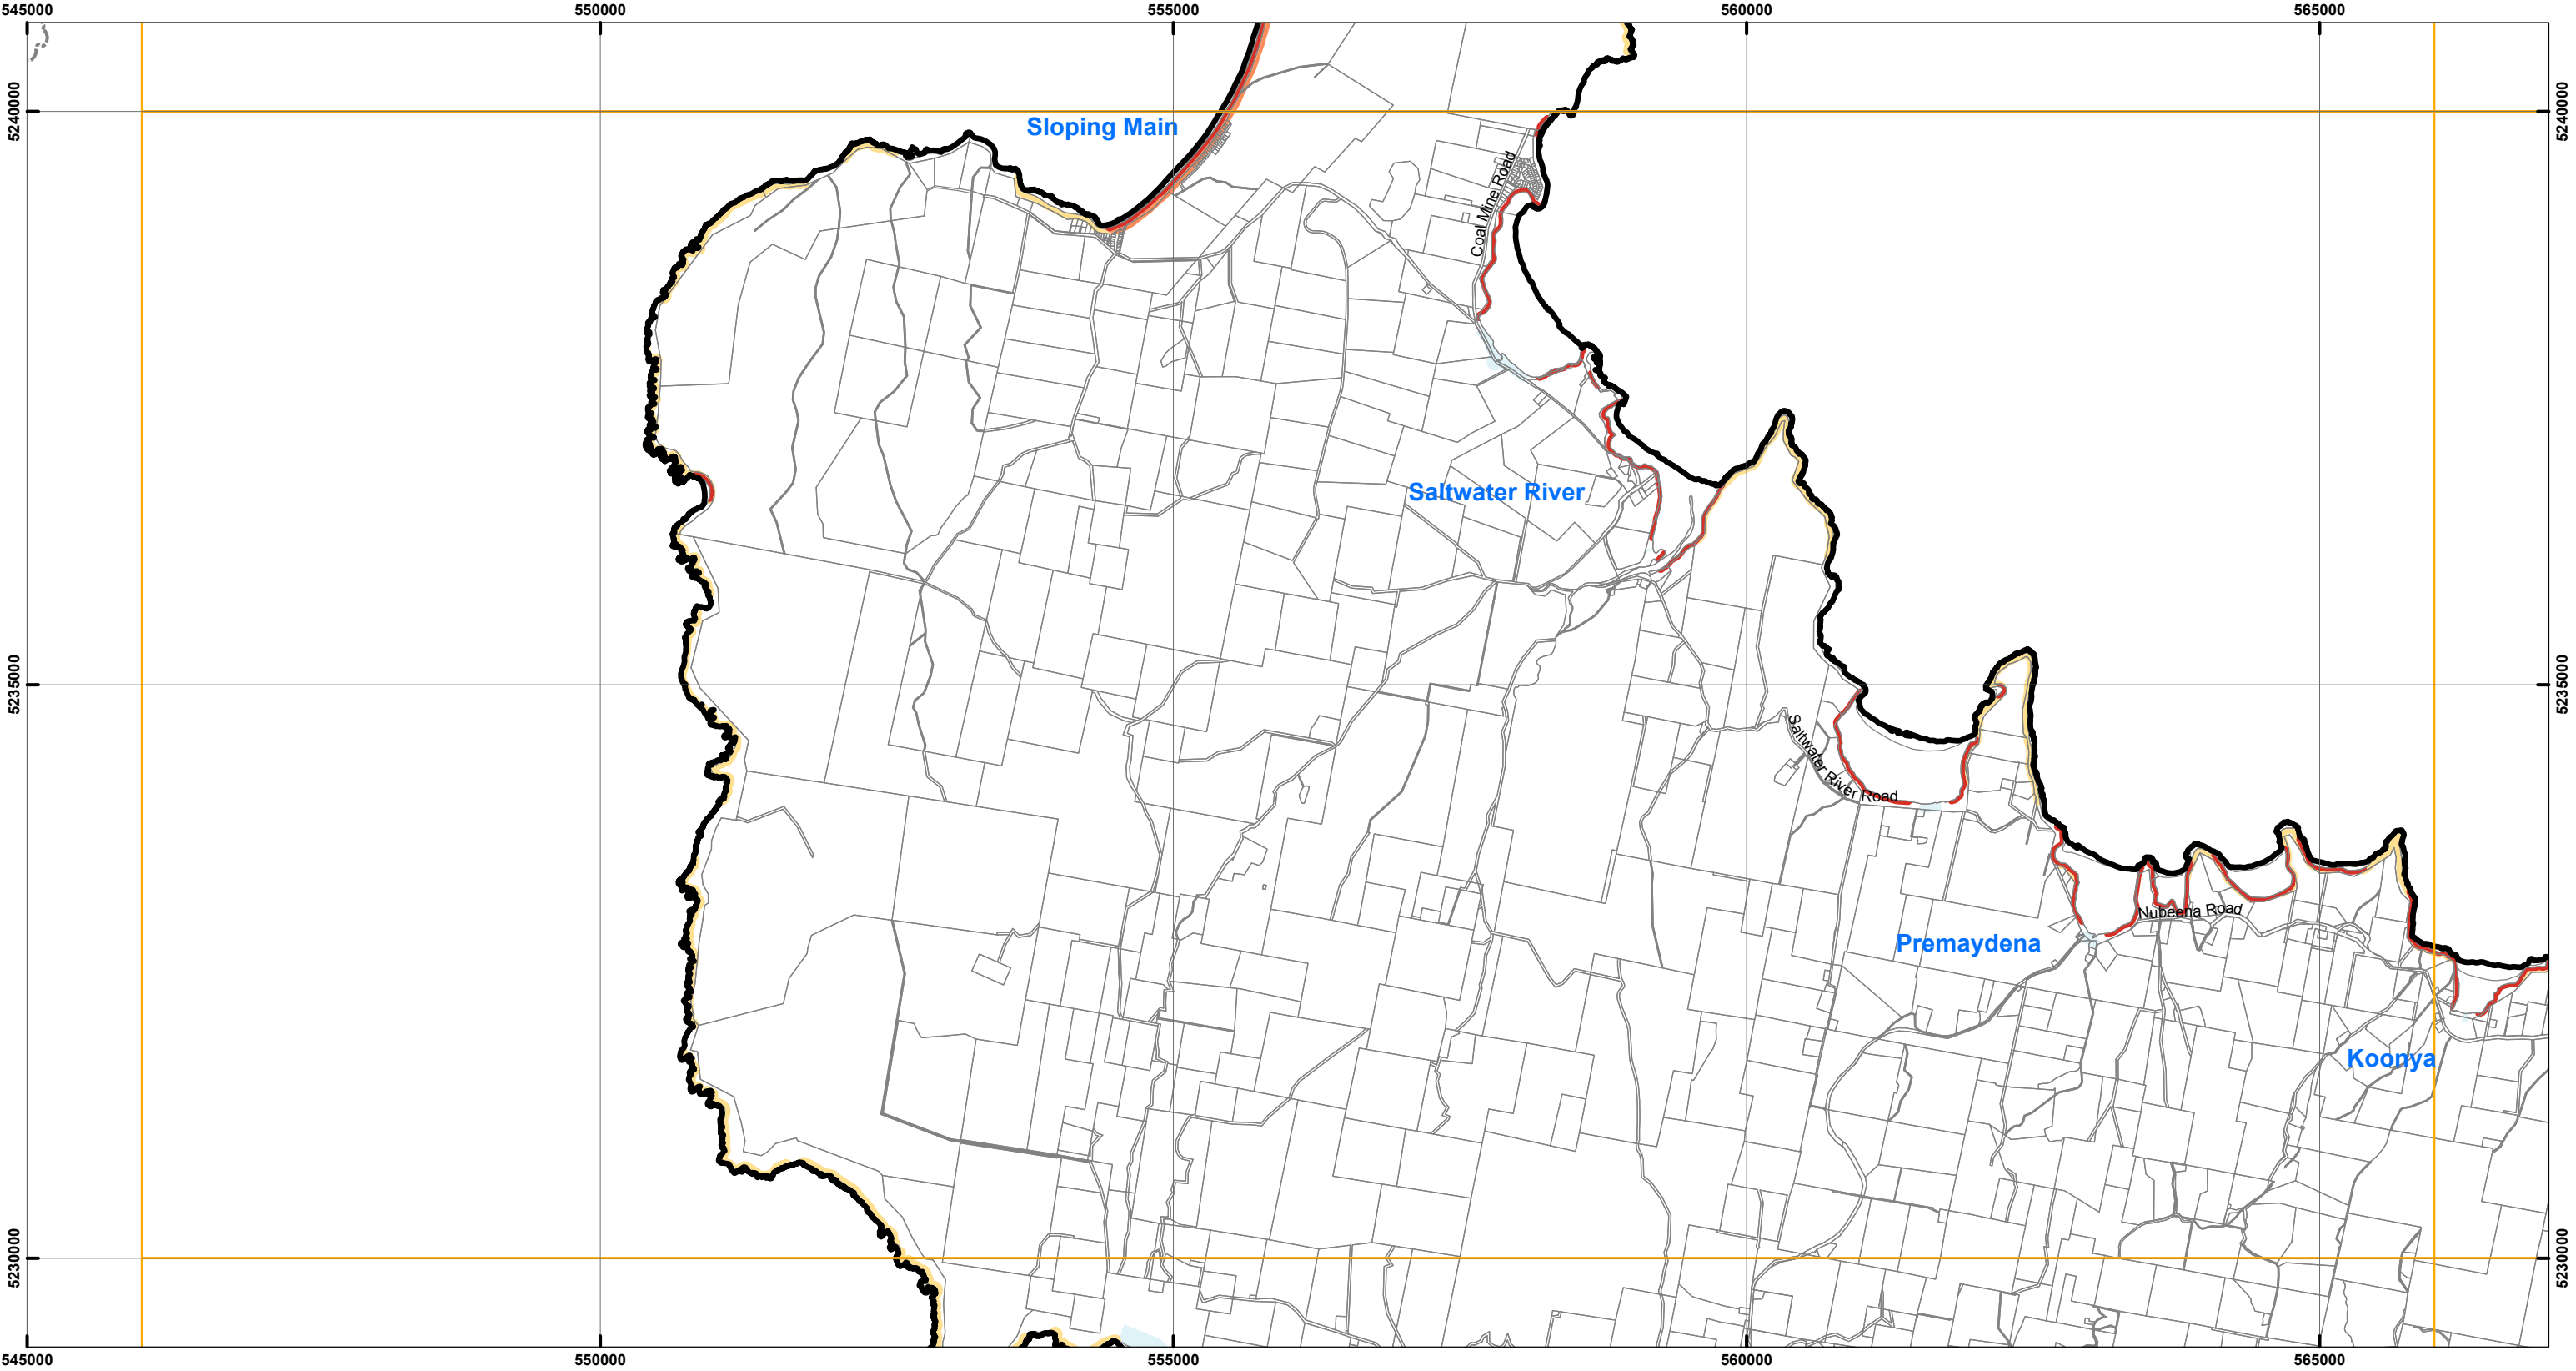 545000
550000
555000
560000
565000
5240000
5240000
Sloping Main
Coal Mine Road
Saltwater River
5235000
5235000
Saltwater River Road
Nubeena Road
Premaydena
Koonya
5230000
5230000
545000
550000
555000
560000
565000